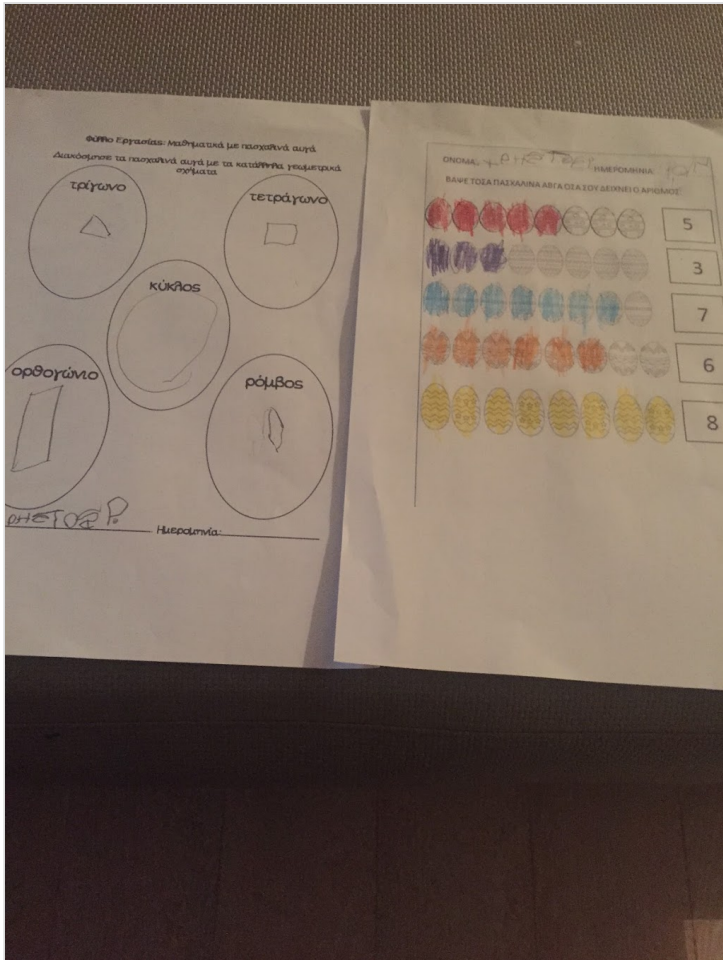 Φύλλο Εργασίας: Μαθηματικά με πασχαλινά αυγά
Διακόσμησε τα πασχαλινά αυγά με τα κατάλληλα γεωμετρικά
σχήματα
τρίγωνο
τετράγωνο
κύκλος
ορθογώνιο
ρόμβος
Ημερομηνία:
ΟΝΟΜΑ: ΗΜΕΡΟΜΗΝΙΑ:
ΒΑΨΕ ΤΟΣΑ ΠΑΣΧΑΛΙΝΑ ΑΒΓΑ ΟΣΑ ΣΟΥ ΔΕΙΧΝΕΙ Ο ΑΡΙΘΜΟΣ:
5
3
7
6
8